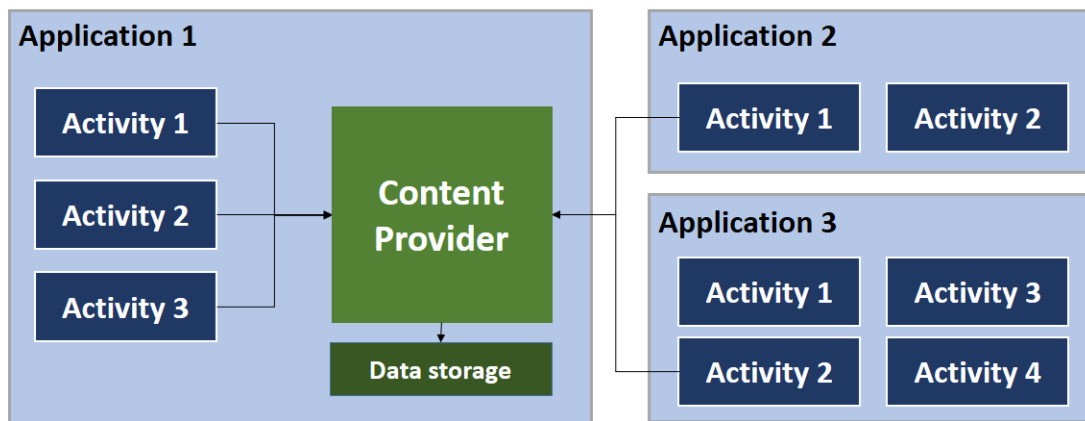 Application 1
Activity 1
Activity 2
Activity 3
Content
Provider
Data storage
Application 2
Activity 1
Activity 2
Application 3
Activity 1
Activity 3
Activity 2
Activity 4